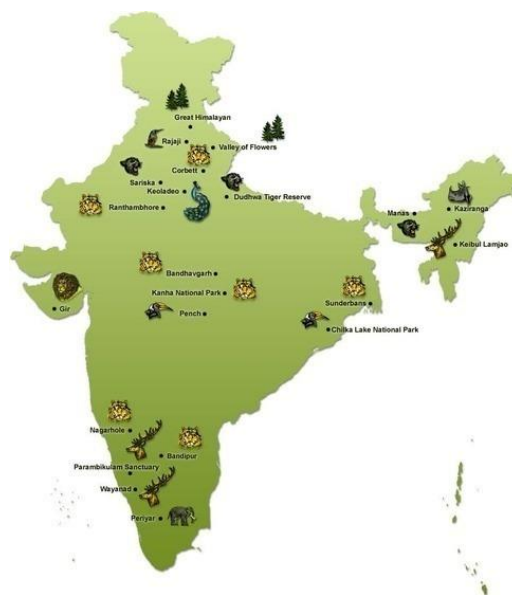 Great Himalayan
Rajaji
Valley of Flowers
Corbett
Sariska
Keoladeo
Dudhwa Tiger Reserve
Ranthambhore
Manas
Kaziranga
Keibul Lamjao
Bandhavgarh
Kanha National Park
Sunderbans
Gir
Pench
Chilka Lake National Park
Nagarhole
Bandipur
Parambikulam Sanctuary
Wayanad
Periyar